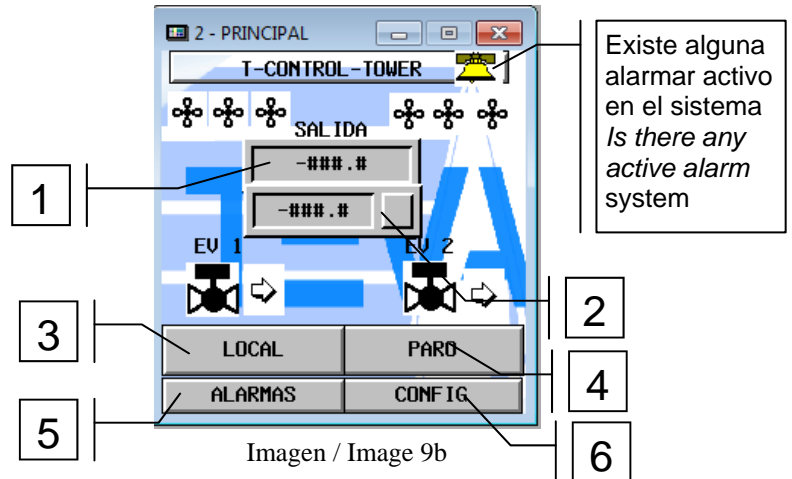 2 - PRINCIPAL
T-CONTROL-TOWER
Existe alguna
alarmar activo
en el sistema
Is there any
active alarm
system
SALIDA
-###.#
1
-###.#
EV 1
EV 2
2
3
LOCAL
PARO
4
ALARMAS
CONFIG
5
6
Imagen / Image 9b